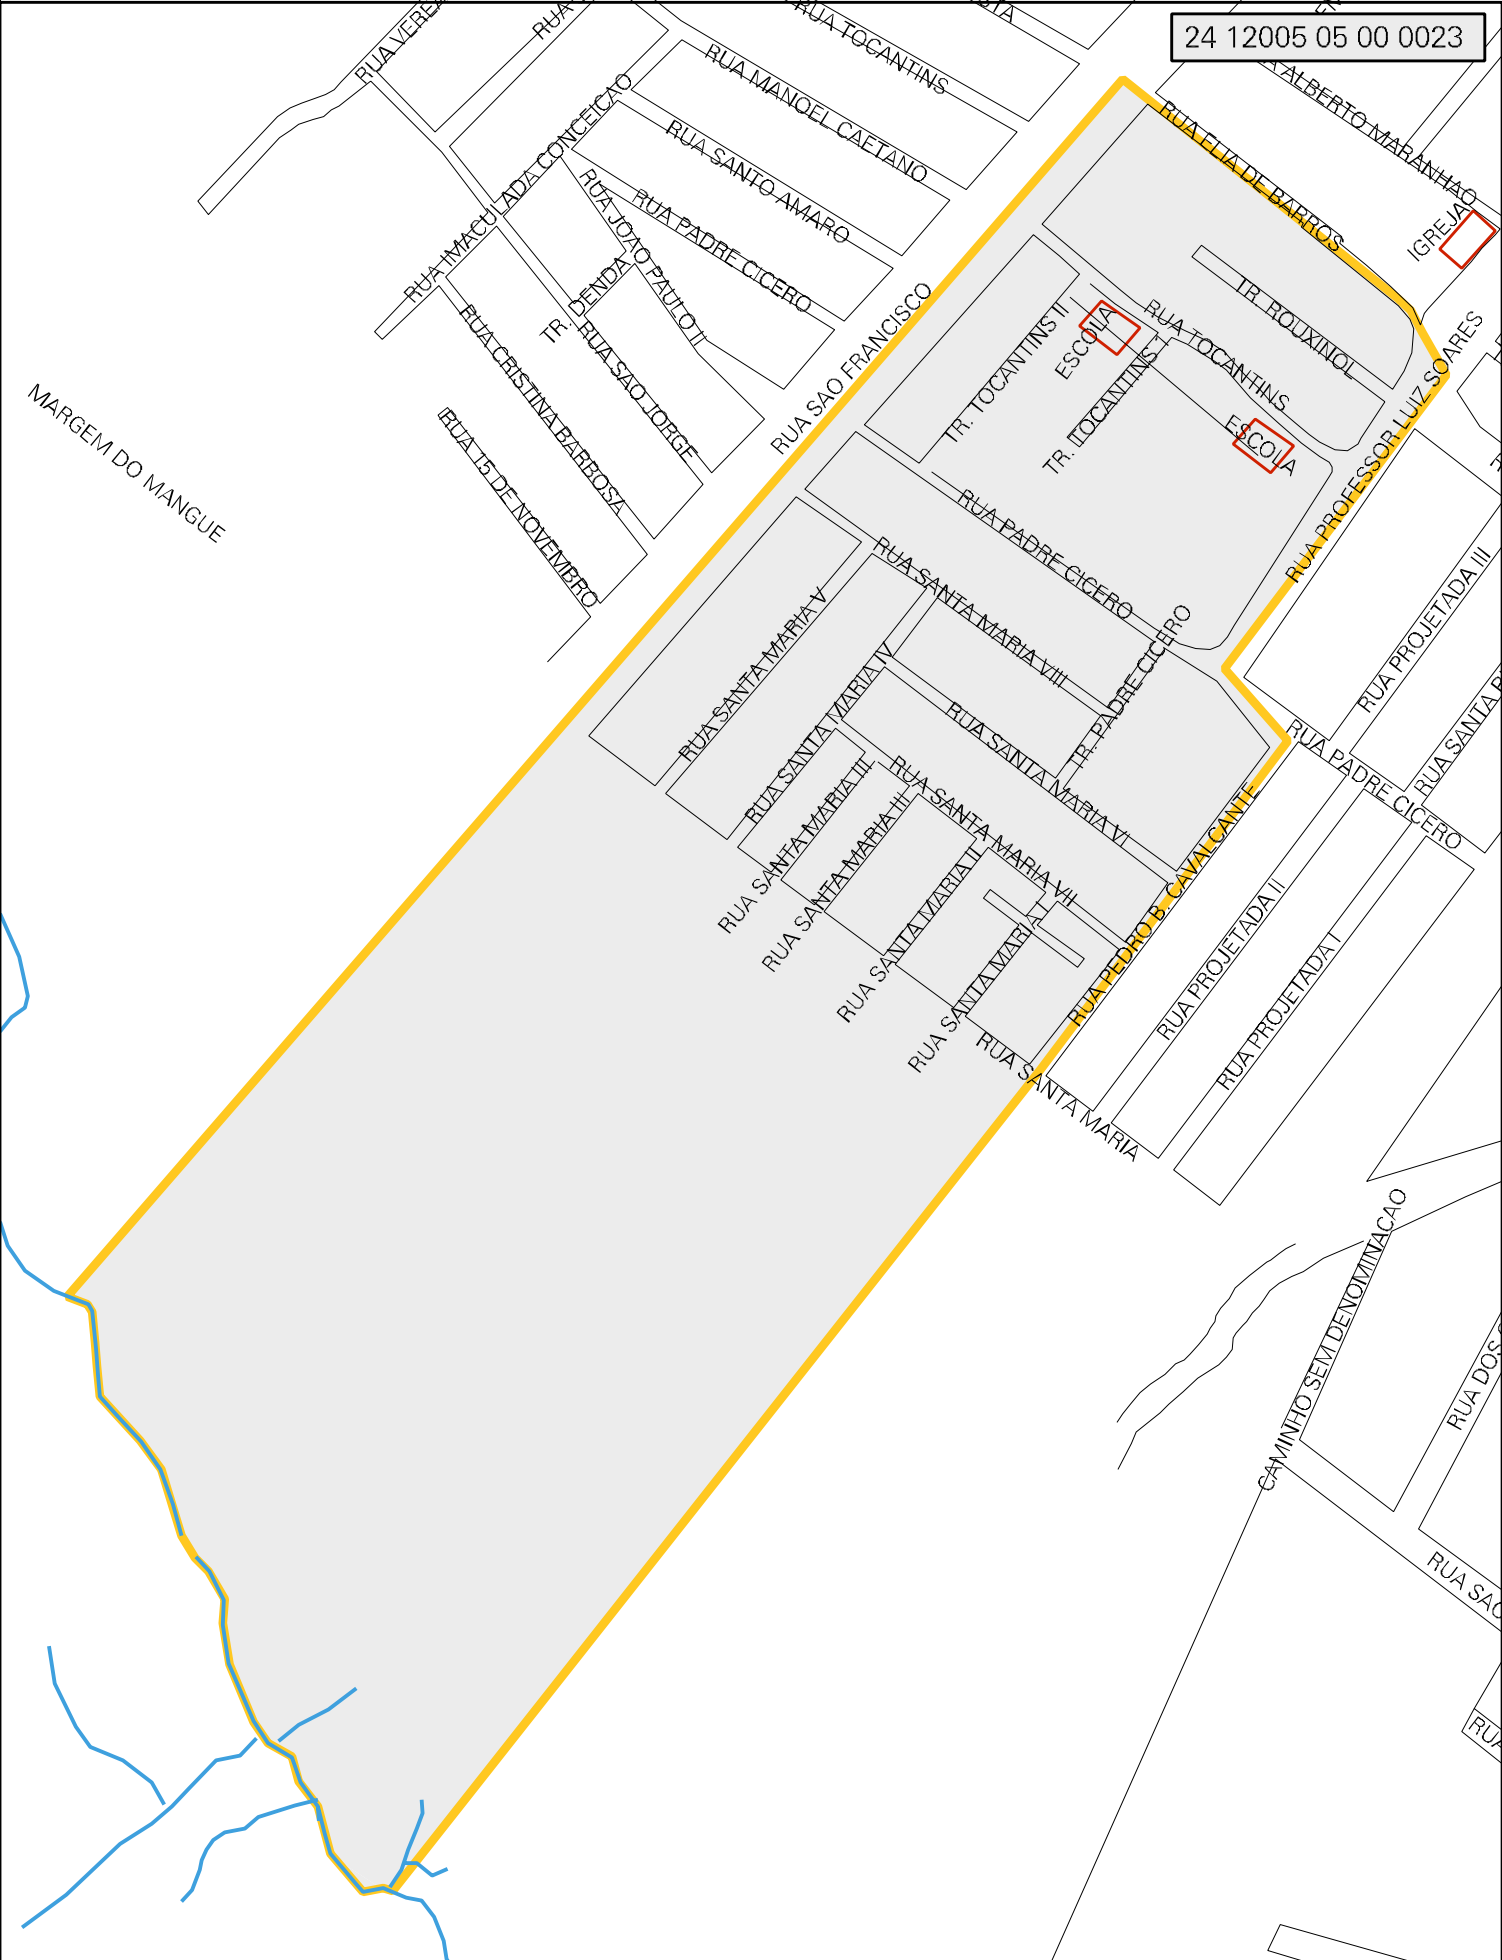 24 12005 05 00 0023
RUA TOCANTINS
RUA MANOEL CAETANO
RUA SANTO AMARO
RUA PADRE CICERO
RUA IMACULADA CONCEICAO
RUA JOAO PAULO II
TR. DENDA
RUA SAO JORGE
RUA CRISTINA BARBOSA
RUA 15 DE NOVEMBRO
MARGEM DO MANGUE
RUA SAO FRANCISCO
RUA ELIA DE BARROS
ALBERTO MARANHAO
IGREJA
TR. ROUXINOL
RUA TOCANTINS
ESCOLA
TR. TOCANTINS II
TR. TOCANTINS I
ESCOLA
RUA PROFESSOR LUIZ SOARES
RUA PADRE CICERO
RUA SANTA MARIA VIII
TR. PADRE CICERO
RUA SANTA MARIA V
RUA SANTA MARIA IV
RUA SANTA MARIA VI
RUA SANTA MARIA VII
RUA SANTA MARIA III
RUA SANTA MARIA III
RUA SANTA MARIA II
RUA SANTA MARIA I
RUA SANTA MARIA
RUA PEDRO B. CAVALCANTE
RUA PROJETADA III
RUA SANTA
RUA PADRE CICERO
RUA PROJETADA II
RUA PROJETADA I
CAMINHO SEM DENOMINACAO
RUA DOS
RUA SAO
RUA